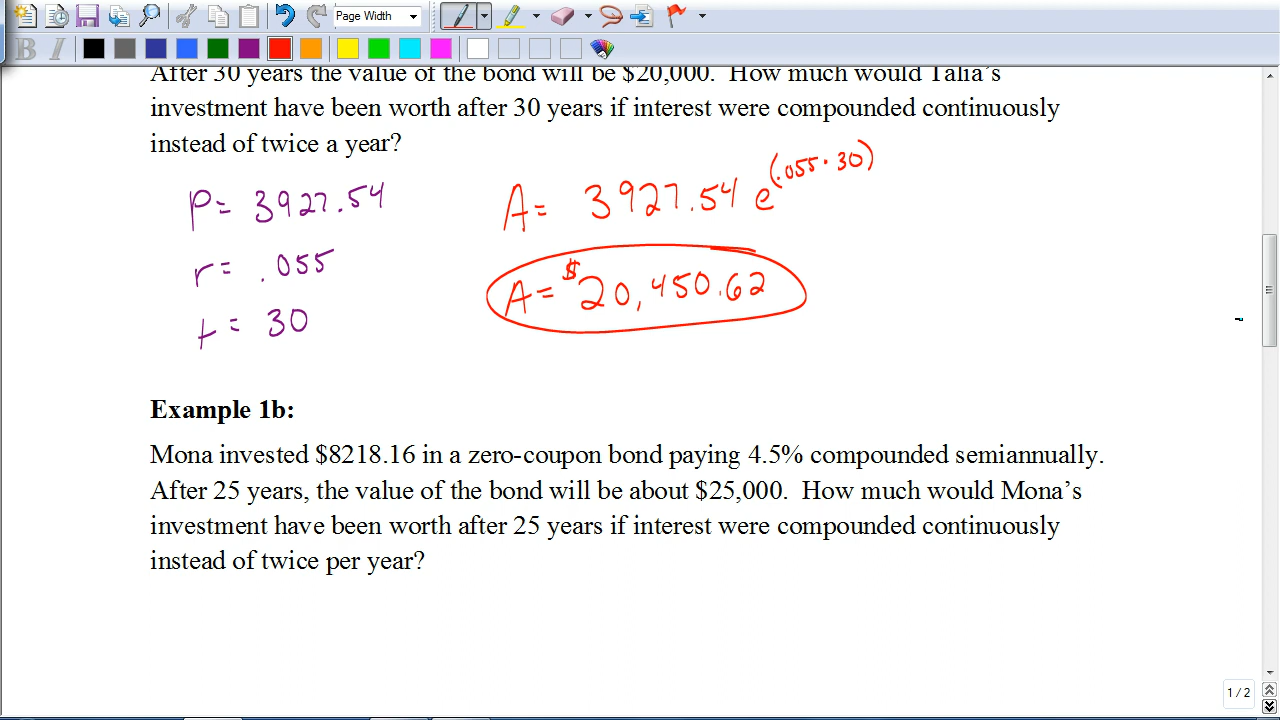 Page Width
B I
After 30 years the value of the bond will be $20,000. How much would Talia's
investment have been worth after 30 years if interest were compounded continuously
instead of twice a year?
P= 3927.54
A= 3927.54 e^(.055·30)
r= .055
A= $20,450.62
t= 30
Example 1b:
Mona invested $8218.16 in a zero-coupon bond paying 4.5% compounded semiannually.
After 25 years, the value of the bond will be about $25,000. How much would Mona's
investment have been worth after 25 years if interest were compounded continuously
instead of twice per year?
1 / 2